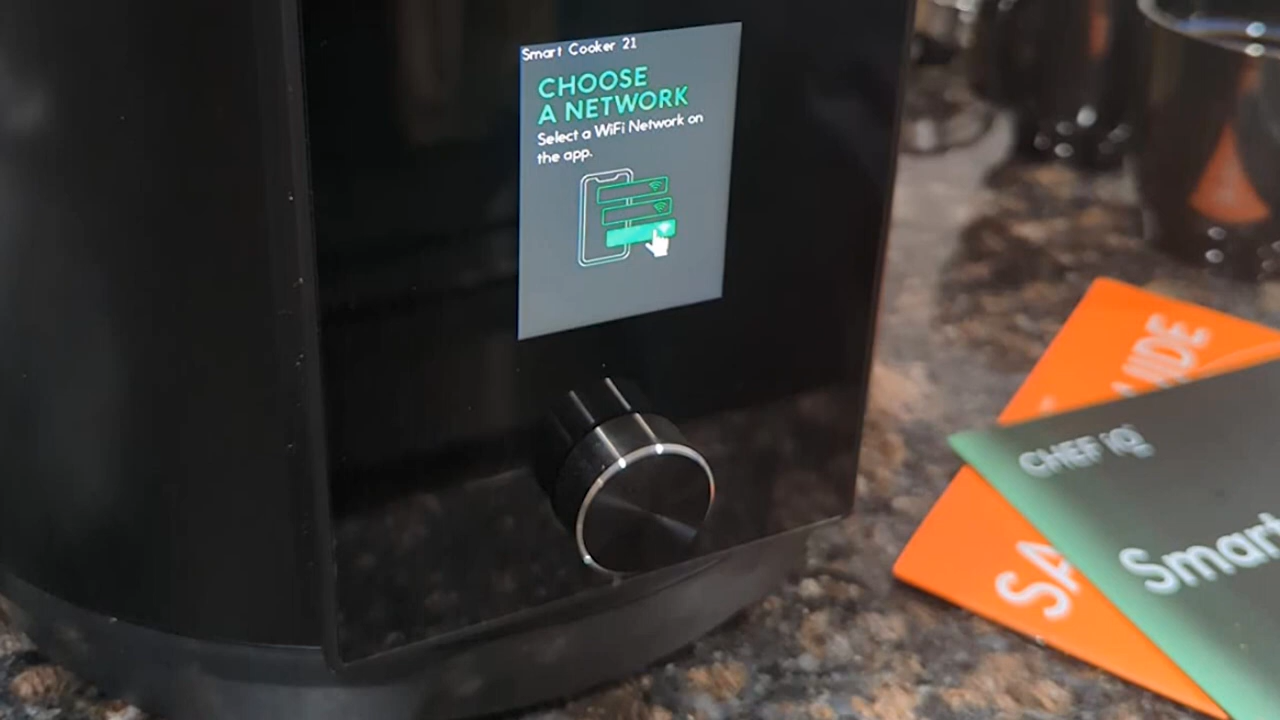 Smart Cooker 21
CHOOSE
A NETWORK
Select a WiFi Network on
the app.
CHEF iQ
Smart